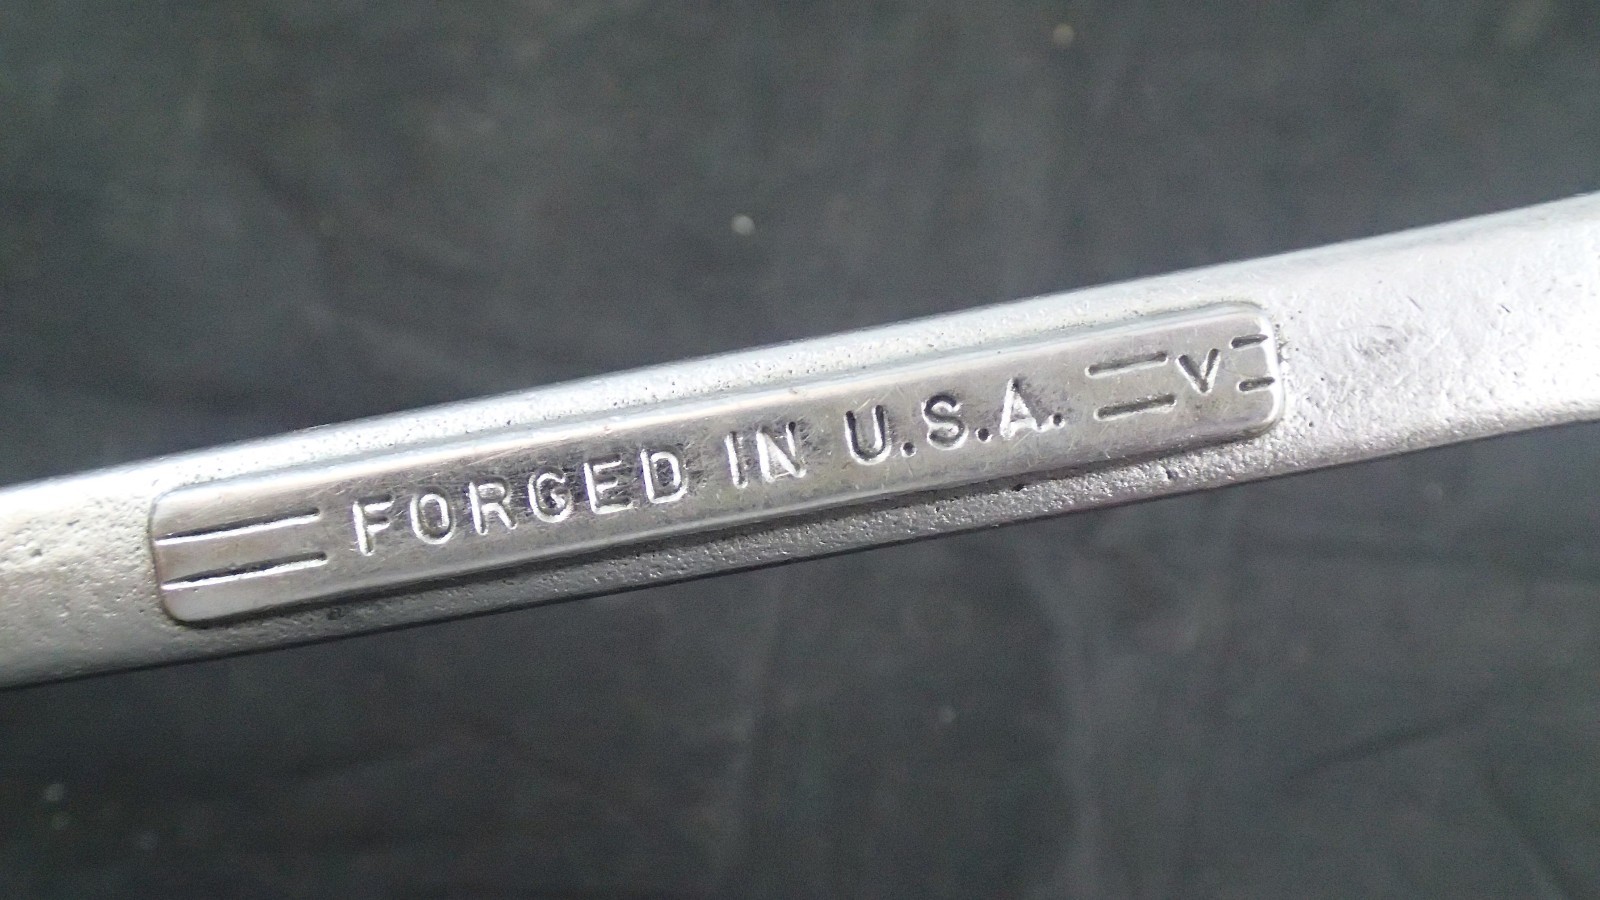 =FORGED IN U.S.A. =V=